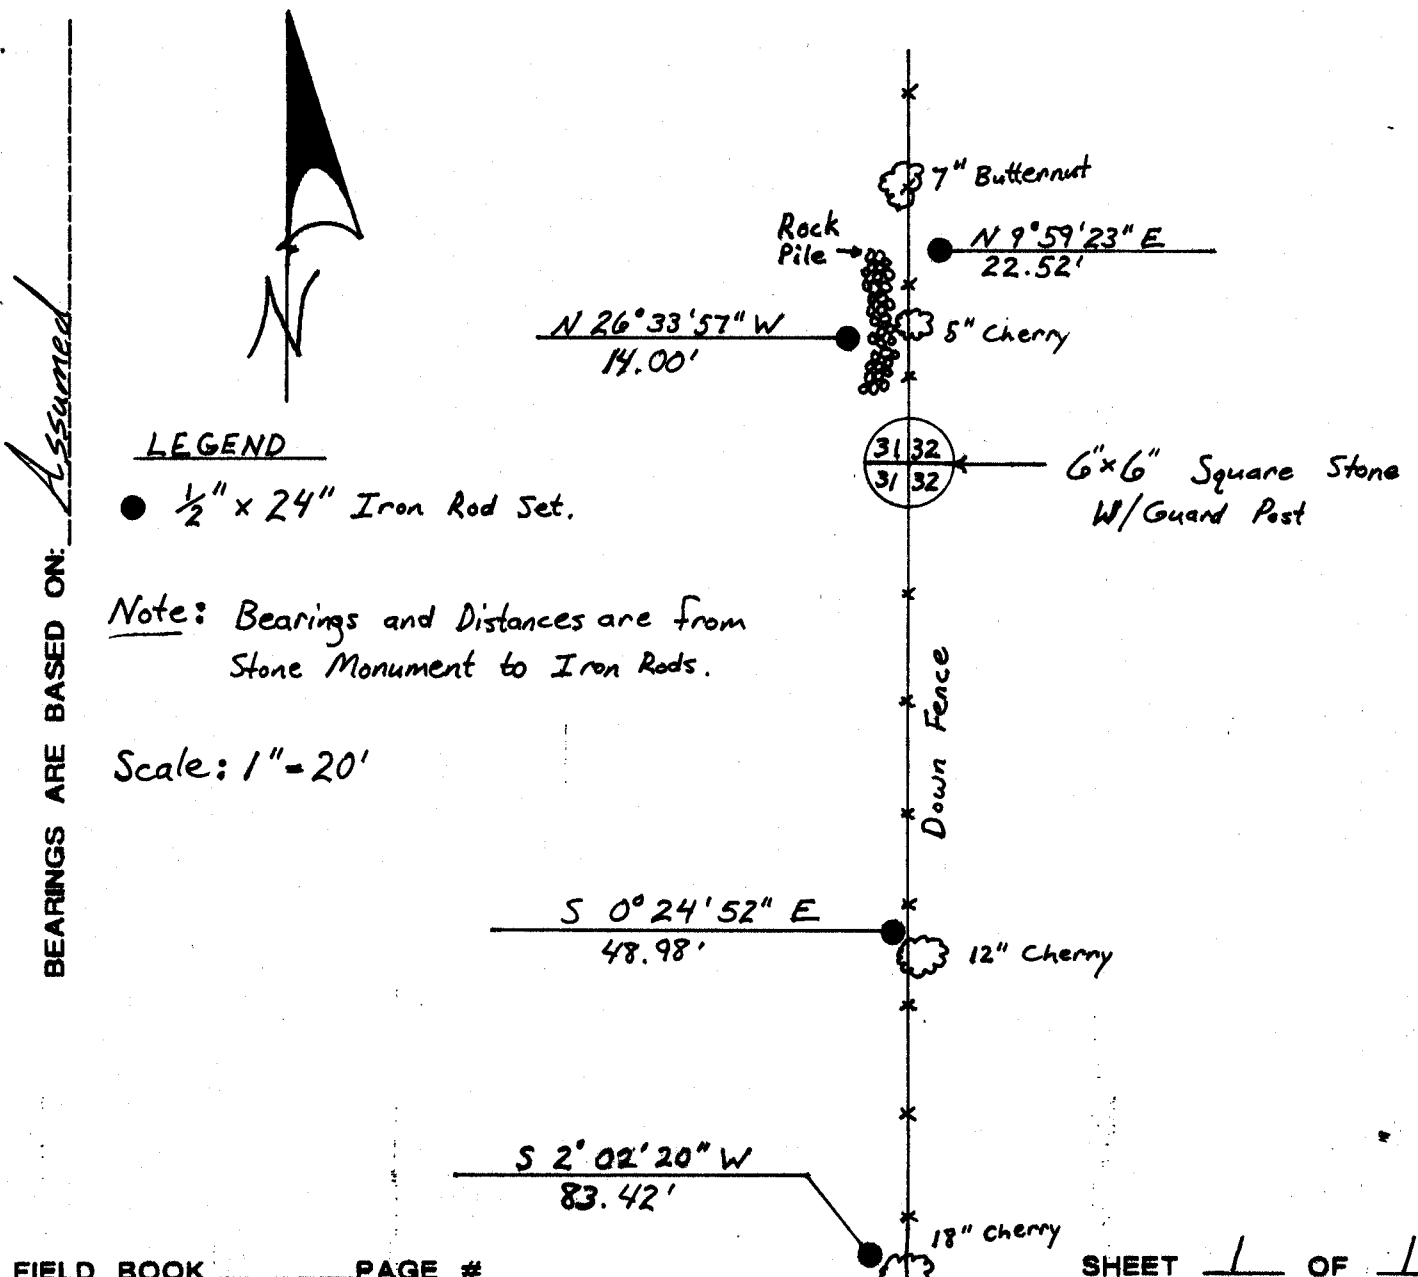 N
7" Butternut
Rock
Pile
N 9°59'23" E
22.52'
N 26°33'57" W
14.00'
5" Cherry
31 32
31 32
6"x6" Square Stone
W/Guard Post
LEGEND
1/2" x 24" Iron Rod Set.
Note: Bearings and Distances are from
Stone Monument to Iron Rods.
Scale: 1"=20'
BEARINGS ARE BASED ON: Assumed
Down Fence
S 0°24'52" E
48.98'
12" Cherry
S 2°02'20" W
83.42'
18" Cherry
FIELD BOOK PAGE #
SHEET 1 OF 1